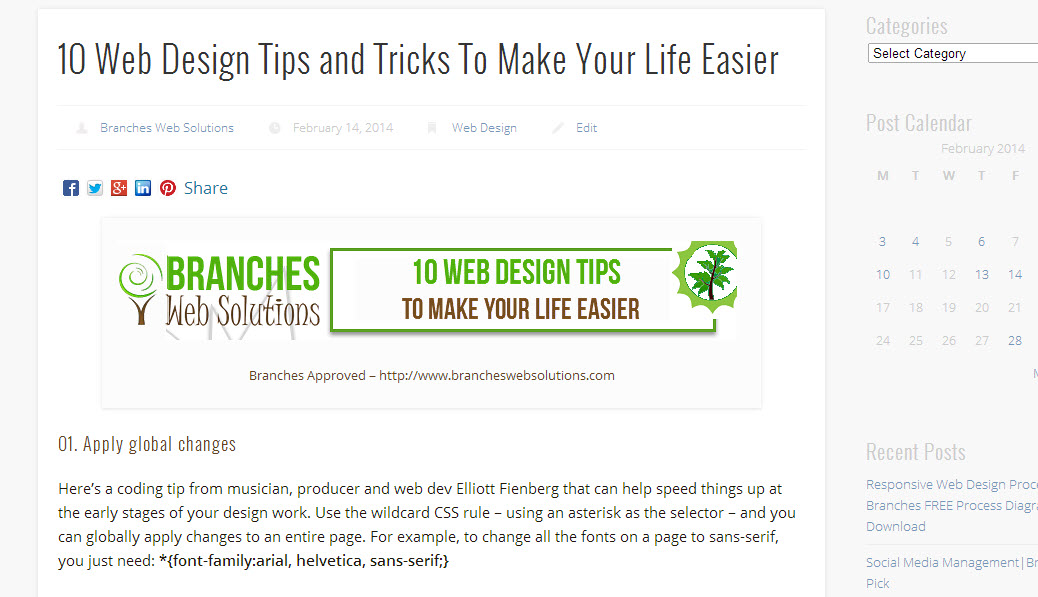 10 Web Design Tips and Tricks To Make Your Life Easier
Branches Web Solutions February 14, 2014 Web Design Edit
Share
BRANCHES
Web Solutions
10 WEB DESIGN TIPS
TO MAKE YOUR LIFE EASIER
Branches Approved – http://www.brancheswebsolutions.com
01. Apply global changes
Here’s a coding tip from musician, producer and web dev Elliott Fienberg that can help speed things up at
the early stages of your design work. Use the wildcard CSS rule – using an asterisk as the selector – and you
can globally apply changes to an entire page. For example, to change all the fonts on a page to sans-serif,
you just need: *{font-family:arial, helvetica, sans-serif;}
Categories
Select Category
Post Calendar
February 2014
M T W T F
3 4 5 6 7
10 11 12 13 14
17 18 19 20 21
24 25 26 27 28
Recent Posts
Responsive Web Design
Branches FREE Process
Download
Social Media Management|
Pick